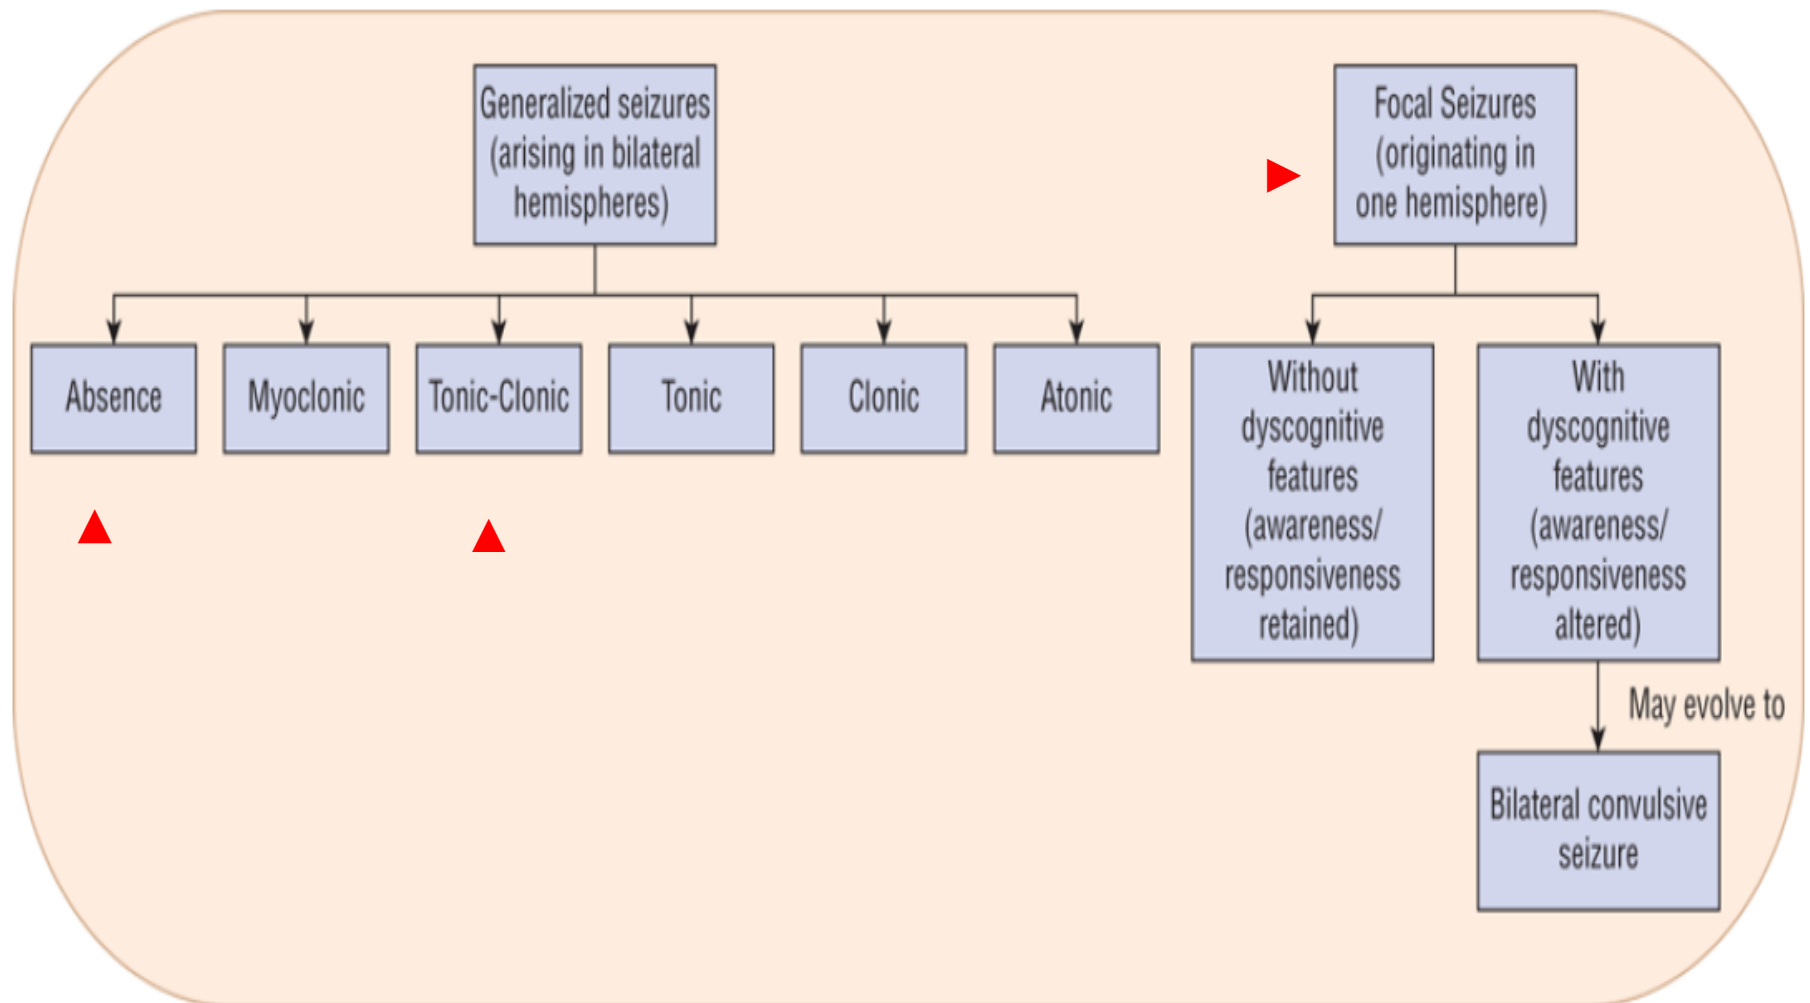 Generalized seizures
(arising in bilateral
hemispheres)
Focal Seizures
(originating in
one hemisphere)
Absence
Myoclonic
Tonic-Clonic
Tonic
Clonic
Atonic
Without
dyscognitive
features
(awareness/
responsiveness
retained)
With
dyscognitive
features
(awareness/
responsiveness
altered)
May evolve to
Bilateral convulsive
seizure